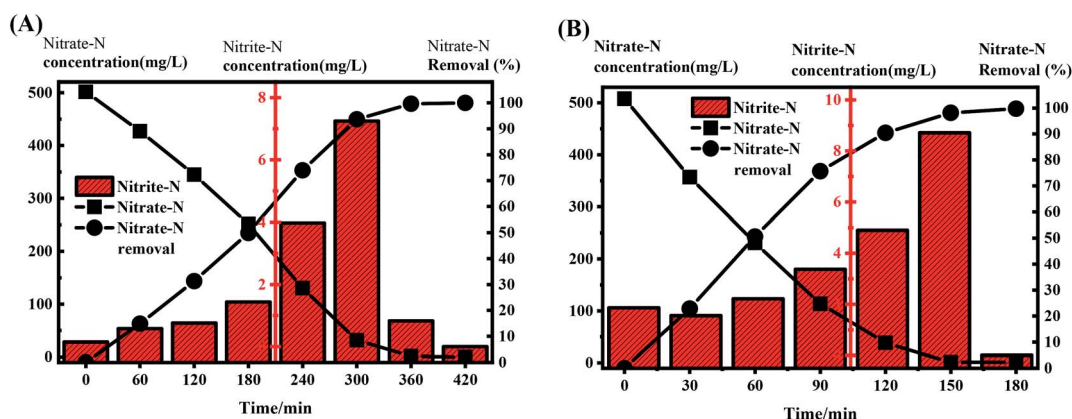 (A)
Nitrate-N
concentration(mg/L)
Nitrite-N
concentration(mg/L)
Nitrate-N
Removal (%)
500
400
300
250
200
100
0
8
6
4
2
100
90
80
70
60
50
40
30
20
10
0
Nitrite-N
Nitrate-N
Nitrate-N
removal
0 60 120 180 240 300 360 420
Time/min
(B)
Nitrate-N
concentration(mg/L)
Nitrite-N
concentration(mg/L)
Nitrate-N
Removal (%)
500
400
300
250
200
100
0
10
8
6
4
100
90
80
70
60
50
40
30
20
10
0
Nitrite-N
Nitrate-N
Nitrate-N
removal
0 30 60 90 120 150 180
Time/min